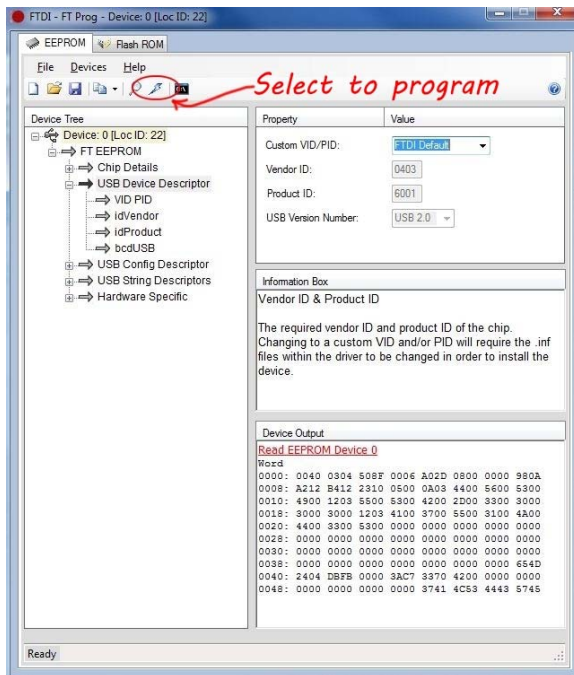 FTDI - FT Prog - Device: 0 [Loc ID: 22]
EEPROM Flash ROM
File Devices Help
Select to program
Device Tree
Device: 0 [Loc ID: 22]
FT EEPROM
Chip Details
USB Device Descriptor
VID PID
idVendor
idProduct
bcdUSB
USB Config Descriptor
USB String Descriptors
Hardware Specific
Property Value
Custom VID/PID: FTDI Default
Vendor ID: 0403
Product ID: 6001
USB Version Number: USB 2.0
Information Box
Vendor ID & Product ID
The required vendor ID and product ID of the chip.
Changing to a custom VID and/or PID will require the .inf
files within the driver to be changed in order to install the
device.
Device Output
Read EEPROM Device 0
Word
0000: 0040 0304 508F 0006 A02D 0800 0000 980A
0008: A212 B412 2310 0500 0A03 4400 5600 5300
0010: 4900 1203 5500 5300 4200 2D00 3300 3000
0018: 3000 3000 1203 4100 3700 5500 3100 4A00
0020: 4400 3300 5300 0000 0000 0000 0000 0000
0028: 0000 0000 0000 0000 0000 0000 0000 0000
0030: 0000 0000 0000 0000 0000 0000 0000 0000
0038: 0000 0000 0000 0000 0000 0000 0000 654D
0040: 2404 DBFB 0000 3AC7 3370 4200 0000 0000
0048: 0000 0000 0000 0000 3741 4C53 4443 5745
Ready